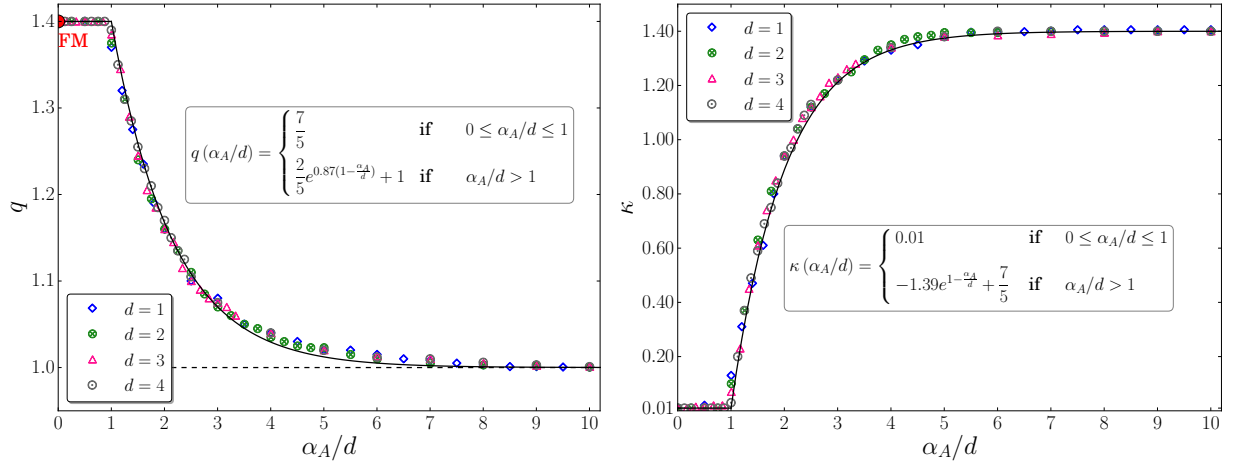 1.4
1.3
1.2
1.1
1.0
q
FM
q (α_A/d) = { 7/5 if 0 ≤ α_A/d ≤ 1
2/5 e^{0.87(1−α_A/d)} + 1 if α_A/d > 1
d = 1
d = 2
d = 3
d = 4
0 1 2 3 4 5 6 7 8 9 10
α_A/d
1.40
1.20
1.00
0.80
0.60
0.40
0.20
0.01
κ
d = 1
d = 2
d = 3
d = 4
κ (α_A/d) = { 0.01 if 0 ≤ α_A/d ≤ 1
−1.39e^{1−α_A/d} + 7/5 if α_A/d > 1
0 1 2 3 4 5 6 7 8 9 10
α_A/d